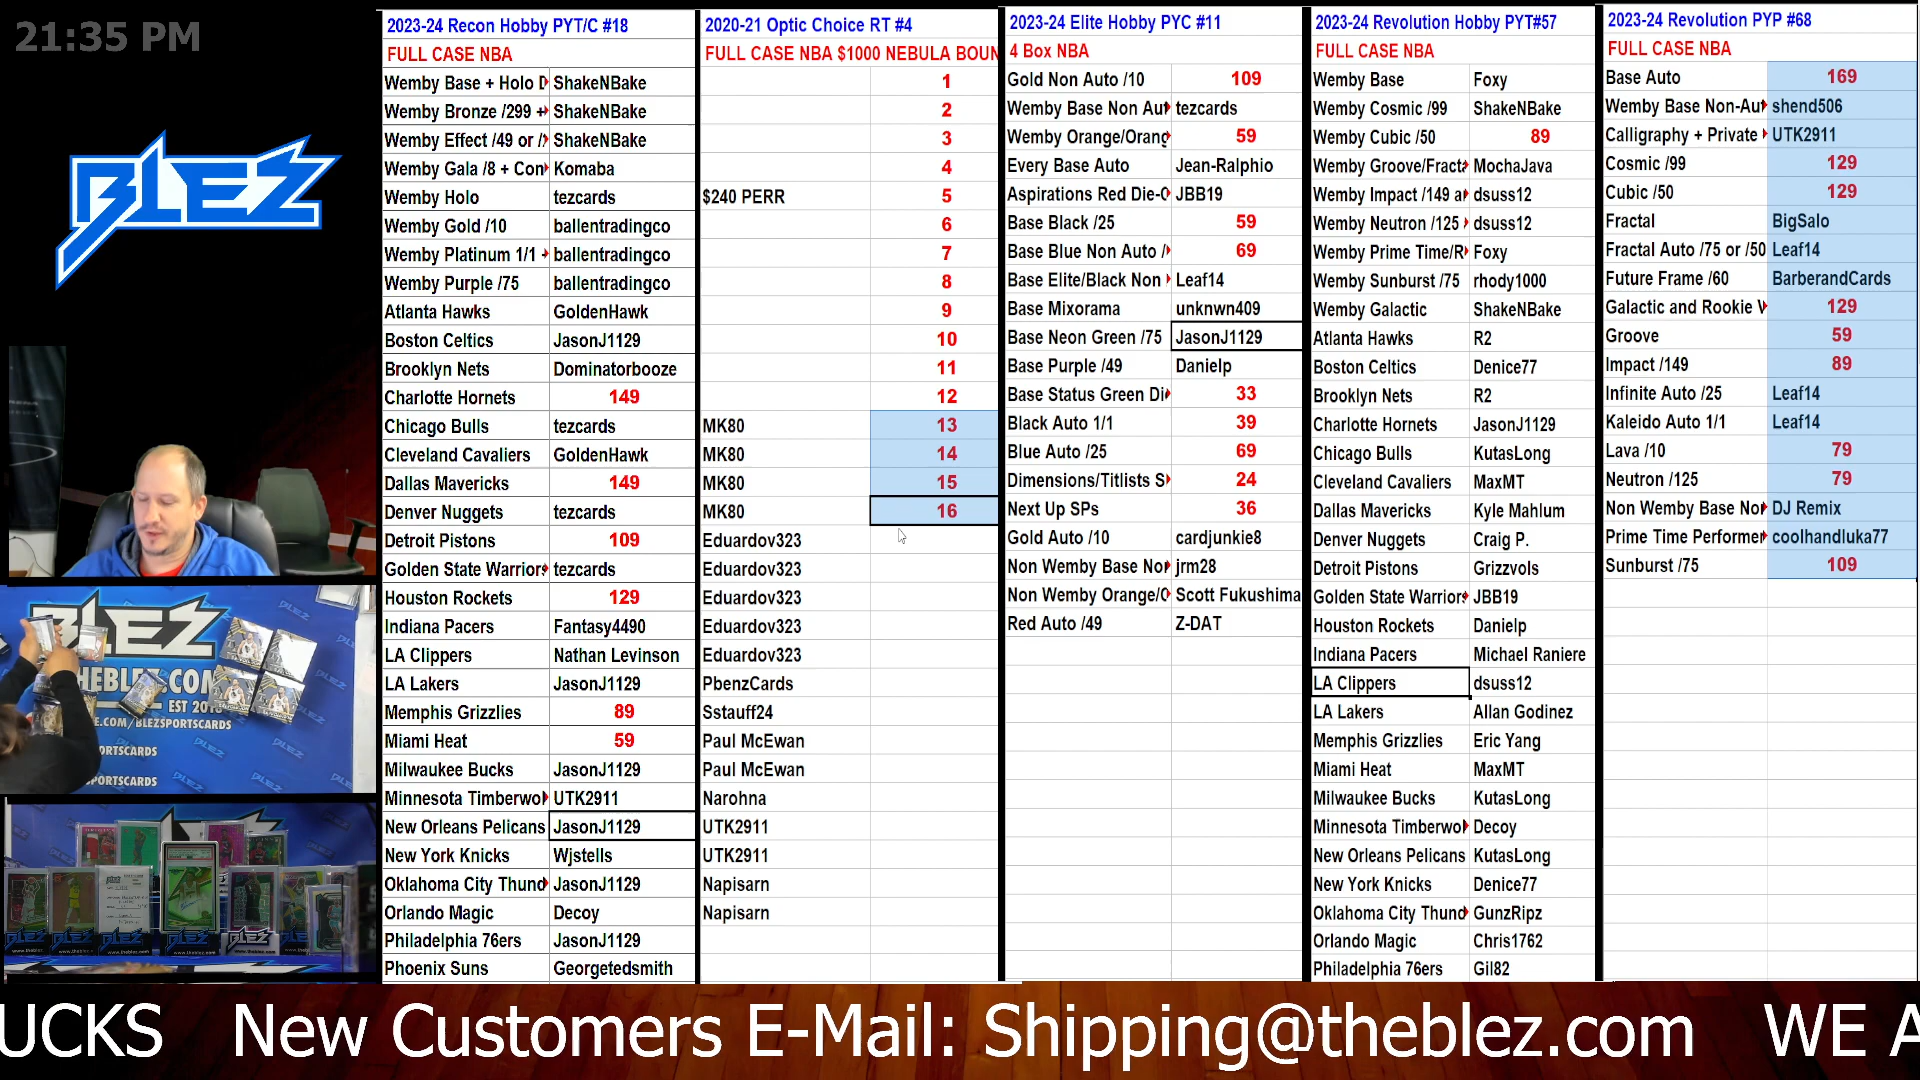 21:35 PM
BLEZ
2023-24 Recon Hobby PYT/C #18
FULL CASE NBA
Wemby Base + Holo D ShakeNBake
Wemby Bronze /299 + ShakeNBake
Wemby Effect /49 or /: ShakeNBake
Wemby Gala /8 + Con Komaba
Wemby Holo tezcards
Wemby Gold /10 ballentradingco
Wemby Platinum 1/1 + ballentradingco
Wemby Purple /75 ballentradingco
Atlanta Hawks GoldenHawk
Boston Celtics JasonJ1129
Brooklyn Nets Dominatorbooze
Charlotte Hornets 149
Chicago Bulls tezcards
Cleveland Cavaliers GoldenHawk
Dallas Mavericks 149
Denver Nuggets tezcards
Detroit Pistons 109
Golden State Warriors tezcards
Houston Rockets 129
Indiana Pacers Fantasy4490
LA Clippers Nathan Levinson
LA Lakers JasonJ1129
Memphis Grizzlies 89
Miami Heat 59
Milwaukee Bucks JasonJ1129
Minnesota Timberwol UTK2911
New Orleans Pelicans JasonJ1129
New York Knicks Wjstells
Oklahoma City Thund JasonJ1129
Orlando Magic Decoy
Philadelphia 76ers JasonJ1129
Phoenix Suns Georgetedsmith
2020-21 Optic Choice RT #4
FULL CASE NBA $1000 NEBULA BOUN
1
2
3
4
$240 PERR 5
6
7
8
9
10
11
12
MK80 13
MK80 14
MK80 15
MK80 16
Eduardov323
Eduardov323
Eduardov323
Eduardov323
Eduardov323
PbenzCards
Sstauff24
Paul McEwan
Paul McEwan
Narohna
UTK2911
UTK2911
Napisarn
Napisarn
2023-24 Elite Hobby PYC #11
4 Box NBA
Gold Non Auto /10 109
Wemby Base Non Aut tezcards
Wemby Orange/Orang 59
Every Base Auto Jean-Ralphio
Aspirations Red Die-C JBB19
Base Black /25 59
Base Blue Non Auto / 69
Base Elite/Black Non Leaf14
Base Mixorama unknwn409
Base Neon Green /75 JasonJ1129
Base Purple /49 Danielp
Base Status Green Di 33
Black Auto 1/1 39
Blue Auto /25 69
Dimensions/Titlists S 24
Next Up SPs 36
Gold Auto /10 cardjunkie8
Non Wemby Base Non jrm28
Non Wemby Orange/O Scott Fukushima
Red Auto /49 Z-DAT
2023-24 Revolution Hobby PYT#57
FULL CASE NBA
Wemby Base Foxy
Wemby Cosmic /99 ShakeNBake
Wemby Cubic /50 89
Wemby Groove/Fracta MochaJava
Wemby Impact /149 a dsuss12
Wemby Neutron /125 dsuss12
Wemby Prime Time/R Foxy
Wemby Sunburst /75 rhody1000
Wemby Galactic ShakeNBake
Atlanta Hawks R2
Boston Celtics Denice77
Brooklyn Nets R2
Charlotte Hornets JasonJ1129
Chicago Bulls KutasLong
Cleveland Cavaliers MaxMT
Dallas Mavericks Kyle Mahlum
Denver Nuggets Craig P.
Detroit Pistons Grizzvols
Golden State Warriors JBB19
Houston Rockets Danielp
Indiana Pacers Michael Raniere
LA Clippers dsuss12
LA Lakers Allan Godinez
Memphis Grizzlies Eric Yang
Miami Heat MaxMT
Milwaukee Bucks KutasLong
Minnesota Timberwol Decoy
New Orleans Pelicans KutasLong
New York Knicks Denice77
Oklahoma City Thund GunzRipz
Orlando Magic Chris1762
Philadelphia 76ers Gil82
2023-24 Revolution PYP #68
FULL CASE NBA
Base Auto 169
Wemby Base Non-Aut shend506
Calligraphy + Private UTK2911
Cosmic /99 129
Cubic /50 129
Fractal BigSalo
Fractal Auto /75 or /50 Leaf14
Future Frame /60 BarberandCards
Galactic and Rookie V 129
Groove 59
Impact /149 89
Infinite Auto /25 Leaf14
Kaleido Auto 1/1 Leaf14
Lava /10 79
Neutron /125 79
Non Wemby Base Non DJ Remix
Prime Time Performer coolhandluka77
Sunburst /75 109
BLEZ
HEBLEZ.COM
EST 2016
E.COM/BLEZSPORTSCARDS
PORTSCARDS
PORTSCARDS
BLEZ
UCKS New Customers E-Mail: Shipping@theblez.com WE A